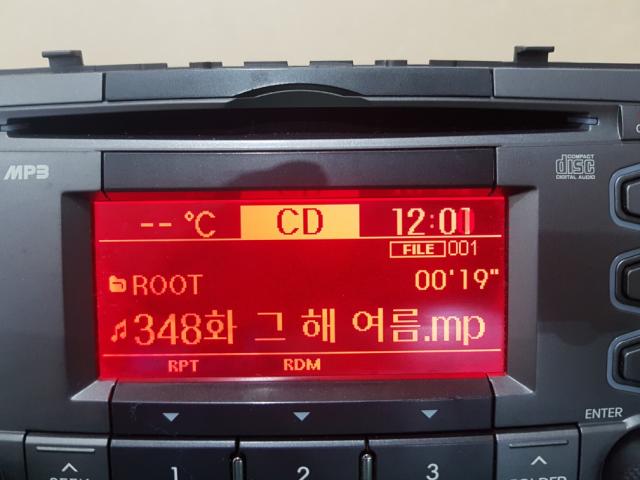 MP3
COMPACT
disc
DIGITAL AUDIO
--°C CD 12:01
FILE 001
ROOT 00'19"
348화 그 해 여름.mp
RPT RDM
ENTER
1 2 3